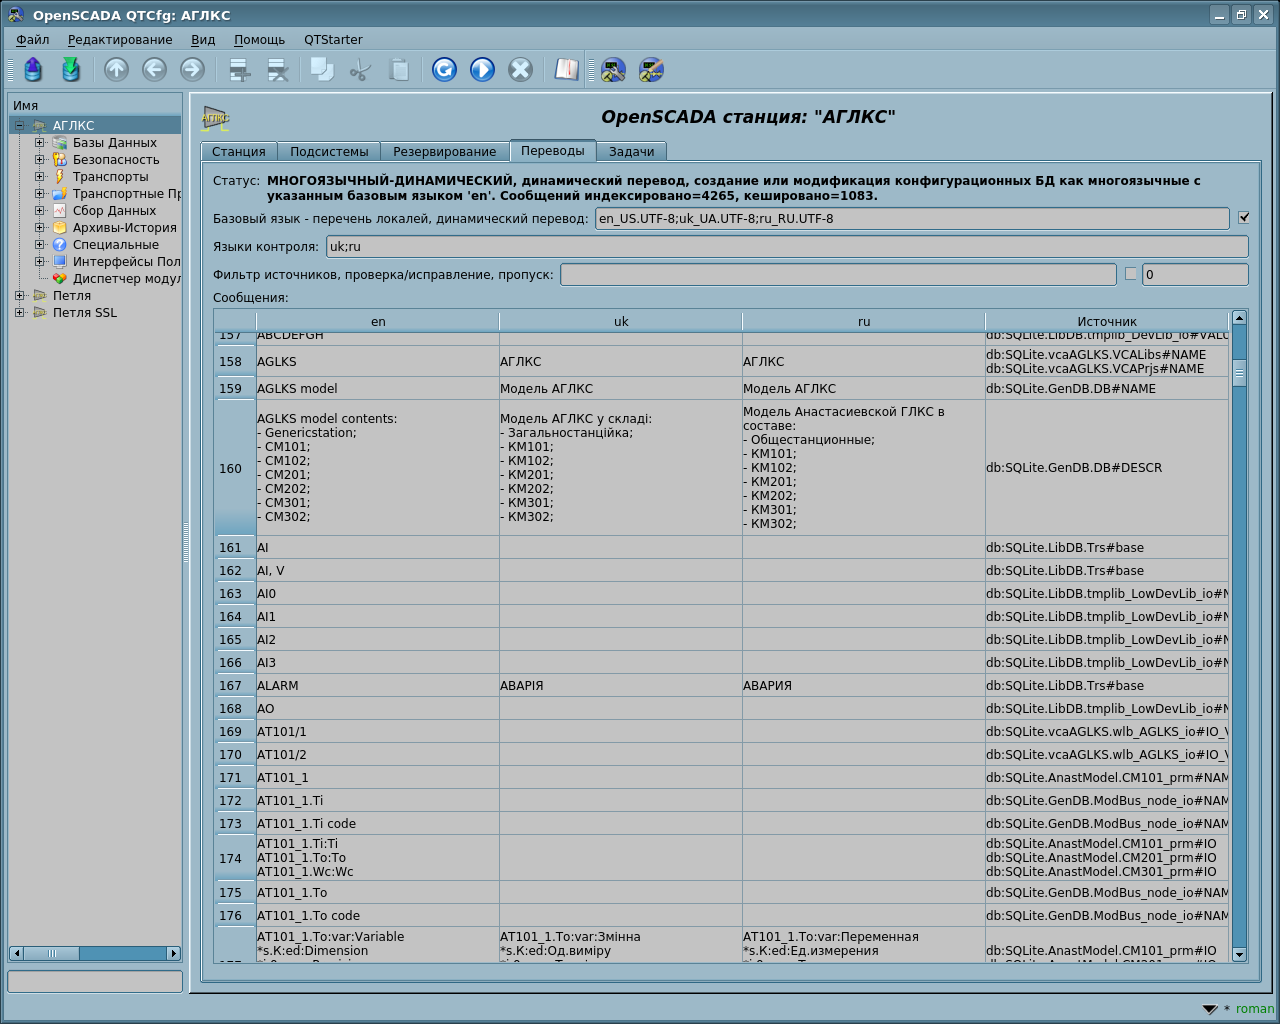 OpenSCADA QTCfg: АГЛКС
Файл Редактирование Вид Помощь QTStarter
Имя
АГЛКС
Базы Данных
Безопасность
Транспорты
Транспортные Пр
Сбор Данных
Архивы-История
Специальные
Интерфейсы Пол
Диспетчер модул
Петля
Петля SSL
АГЛКС
OpenSCADA станция: "АГЛКС"
Станция Подсистемы Резервирование Переводы Задачи
Статус: МНОГОЯЗЫЧНЫЙ-ДИНАМИЧЕСКИЙ, динамический перевод, создание или модификация конфигурационных БД как многоязычные с
указанным базовым языком 'en'. Сообщений индексировано=4265, кешировано=1083.
Базовый язык - перечень локалей, динамический перевод: en_US.UTF-8;uk_UA.UTF-8;ru_RU.UTF-8
Языки контроля: uk;ru
Фильтр источников, проверка/исправление, пропуск: 0
Сообщения:
en uk ru Источник
157 ABCDEFGH db:SQLite.LibDB.tmplib_DevLib_io#VALU
158 AGLKS АГЛКС АГЛКС db:SQLite.vcaAGLKS.VCALibs#NAME
db:SQLite.vcaAGLKS.VCAPrjs#NAME
159 AGLKS model Модель АГЛКС Модель АГЛКС db:SQLite.GenDB.DB#NAME
160
AGLKS model contents:
- Genericstation;
- CM101;
- CM102;
- CM201;
- CM202;
- CM301;
- CM302;
Модель АГЛКС у складі:
- Загальностанційка;
- КМ101;
- КМ102;
- КМ201;
- КМ202;
- КМ301;
- КМ302;
Модель Анастасиевской ГЛКС в
составе:
- Общестанционные;
- КМ101;
- КМ102;
- КМ201;
- КМ202;
- КМ301;
- КМ302;
db:SQLite.GenDB.DB#DESCR
161 AI db:SQLite.LibDB.Trs#base
162 AI, V db:SQLite.LibDB.Trs#base
163 AI0 db:SQLite.LibDB.tmplib_LowDevLib_io#N
164 AI1 db:SQLite.LibDB.tmplib_LowDevLib_io#N
165 AI2 db:SQLite.LibDB.tmplib_LowDevLib_io#N
166 AI3 db:SQLite.LibDB.tmplib_LowDevLib_io#N
167 ALARM АВАРІЯ АВАРИЯ db:SQLite.LibDB.Trs#base
168 AO db:SQLite.LibDB.tmplib_LowDevLib_io#N
169 AT101/1 db:SQLite.vcaAGLKS.wlb_AGLKS_io#IO_V
170 AT101/2 db:SQLite.vcaAGLKS.wlb_AGLKS_io#IO_V
171 AT101_1 db:SQLite.AnastModel.CM101_prm#NAM
172 AT101_1.Ti db:SQLite.GenDB.ModBus_node_io#NAM
173 AT101_1.Ti code db:SQLite.GenDB.ModBus_node_io#NAM
174
AT101_1.Ti:Ti
AT101_1.To:To
AT101_1.Wc:Wc
db:SQLite.AnastModel.CM101_prm#IO
db:SQLite.AnastModel.CM201_prm#IO
db:SQLite.AnastModel.CM301_prm#IO
175 AT101_1.To db:SQLite.GenDB.ModBus_node_io#NAM
176 AT101_1.To code db:SQLite.GenDB.ModBus_node_io#NAM
AT101_1.To:var:Variable AT101_1.To:var:Змінна AT101_1.To:var:Переменная
*s.K:ed:Dimension *s.K:ed:Од.виміру *s.K:ed:Ед.измерения db:SQLite.AnastModel.CM101_prm#IO
* roman